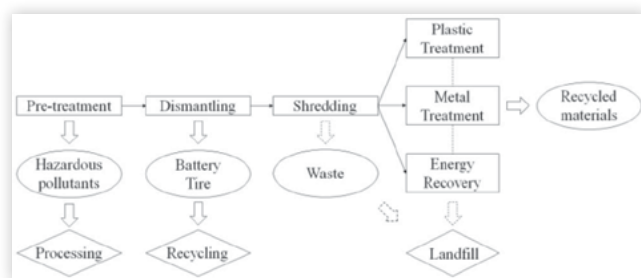 Plastic
Treatment
Pre-treatment
Dismantling
Shredding
Metal
Treatment
Recycled
materials
Hazardous
pollutants
Battery
Tire
Waste
Energy
Recovery
Processing
Recycling
Landfill